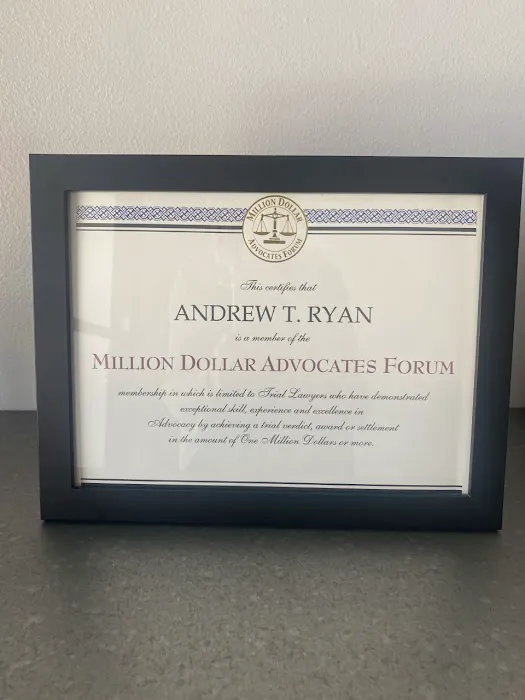 MILLION DOLLAR
ADVOCATES FORUM
This certifies that
ANDREW T. RYAN
is a member of the
MILLION DOLLAR ADVOCATES FORUM
membership in which is limited to Trial Lawyers who have demonstrated
exceptional skill, experience and excellence in
Advocacy by achieving a trial verdict, award or settlement
in the amount of One Million Dollars or more.